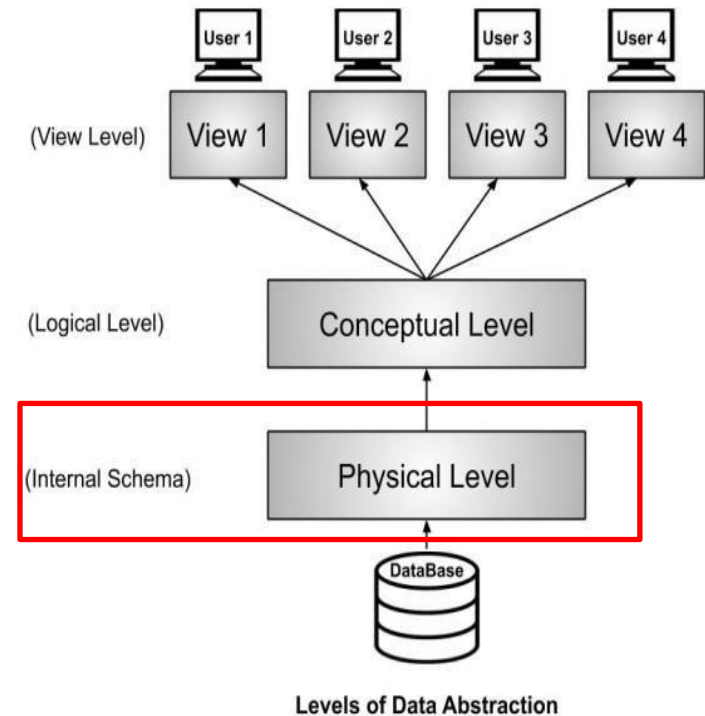 User 1 User 2 User 3 User 4
(View Level) View 1 View 2 View 3 View 4
(Logical Level) Conceptual Level
(Internal Schema) Physical Level
DataBase
Levels of Data Abstraction